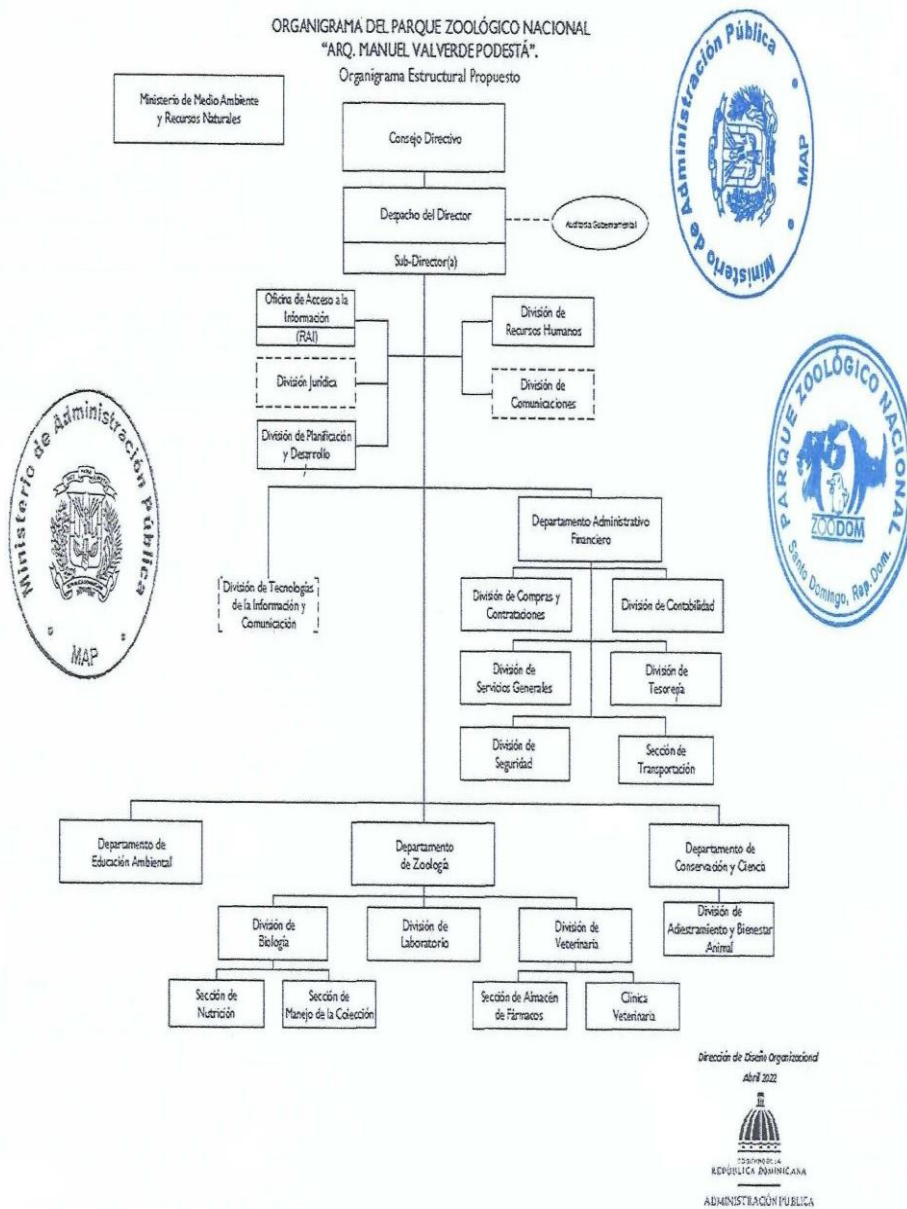 ORGANIGRAMA DEL PARQUE ZOOLÓGICO NACIONAL
“ARQ. MANUEL VALVERDE PODESTÁ”.
Organigrama Estructural Propuesto
Ministerio de Medio Ambiente
y Recursos Naturales
Consejo Directivo
Despacho del Director
Sub-Director(a)
Auditoria Gubernamental
Oficina de Acceso a la
Información
(RAI)
División de
Recursos Humanos
División Jurídica
División de
Comunicaciones
División de Planificación
y Desarrollo
Departamento Administrativo
Financiero
División de Tecnologías
de la Información y
Comunicación
División de Compras y
Contrataciones
División de Contabilidad
División de
Servicios Generales
División de
Tesorería
División de
Seguridad
Sección de
Transportación
Departamento de
Educación Ambiental
Departamento
de Zoología
Departamento de
Conservación y Ciencia
División de
Biología
División de
Laboratorio
División de
Veterinaria
División de
Adiestramiento y Bienestar
Animal
Sección de
Nutrición
Sección de
Manejo de la Colección
Sección de Almacén
de Fármacos
Clínica
Veterinaria
Ministerio de Administración Pública
MAP
PARQUE ZOOLÓGICO NACIONAL
ZOODOM
Santo Domingo, Rep. Dom.
Ministerio de Administración Pública
MAP
Dirección de Diseño Organizacional
Abril 2022
GOBIERNO DE LA
REPÚBLICA DOMINICANA
ADMINISTRACIÓN PÚBLICA